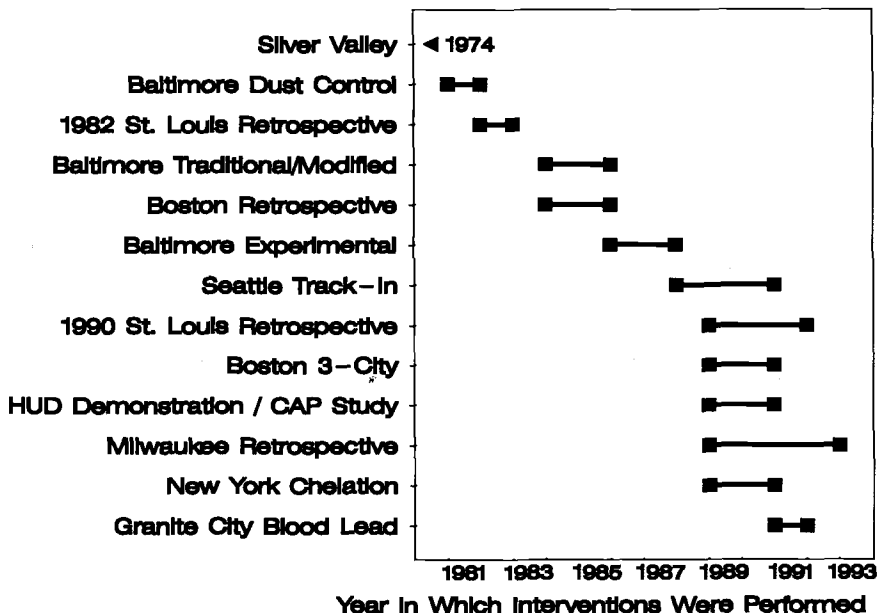 Silver Valley
1974
Baltimore Dust Control
1982 St. Louis Retrospective
Baltimore Traditional/Modified
Boston Retrospective
Baltimore Experimental
Seattle Track-In
1990 St. Louis Retrospective
Boston 3-City
HUD Demonstration / CAP Study
Milwaukee Retrospective
New York Chelation
Granite City Blood Lead
1981 1983 1985 1987 1989 1991 1993
Year in Which Interventions Were Performed